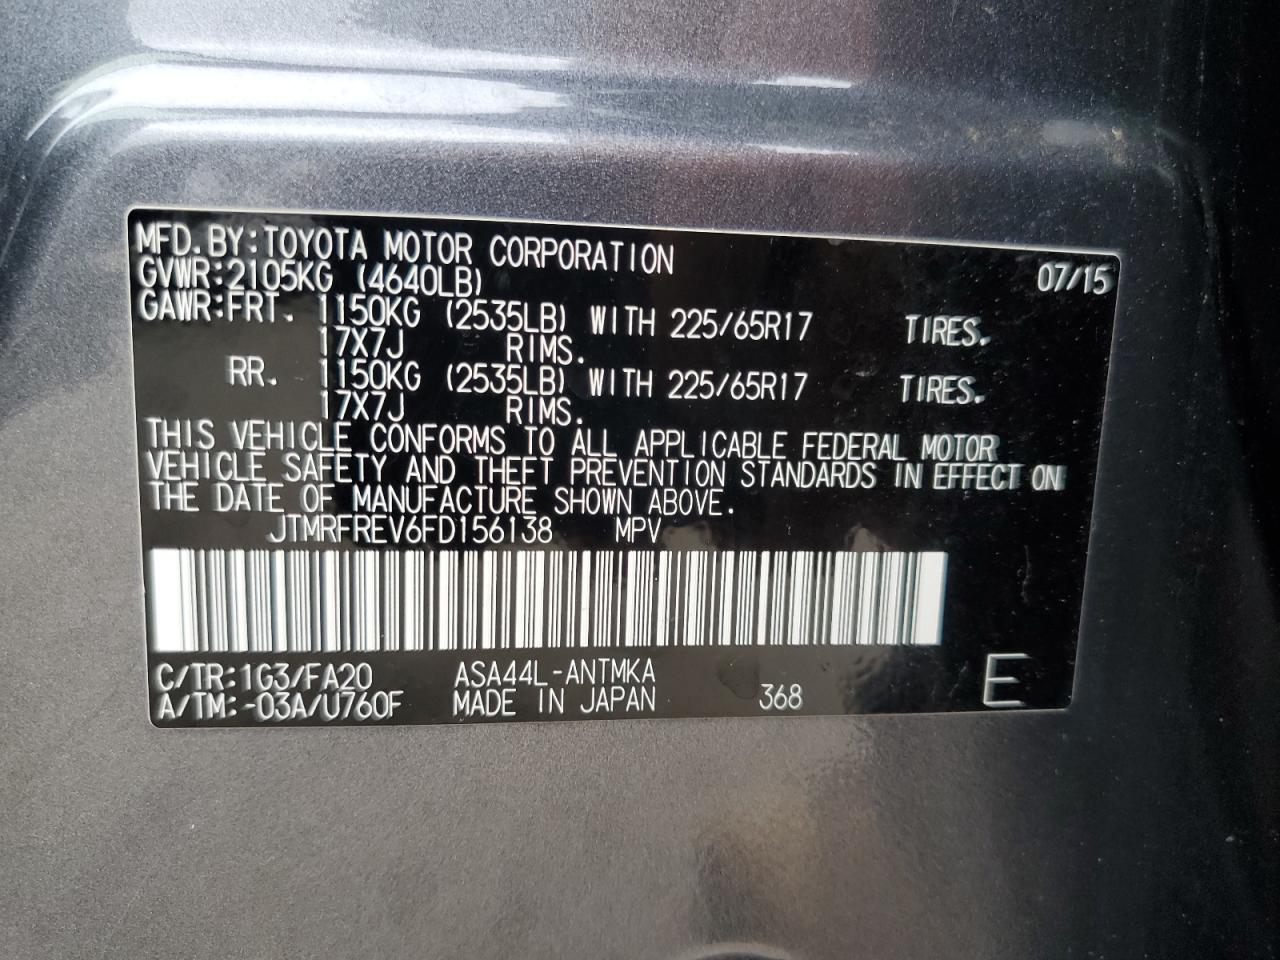 MFD.BY:TOYOTA MOTOR CORPORATION 07/15
GVWR:2105KG (4640LB)
GAWR:FRT. 1150KG (2535LB) WITH 225/65R17 TIRES.
17X7J RIMS.
RR. 1150KG (2535LB) WITH 225/65R17 TIRES.
17X7J RIMS.
THIS VEHICLE CONFORMS TO ALL APPLICABLE FEDERAL MOTOR
VEHICLE SAFETY AND THEFT PREVENTION STANDARDS IN EFFECT ON
THE DATE OF MANUFACTURE SHOWN ABOVE.
JTMRFREV6FD156138 MPV
C/TR:1G3/FA20 ASA44L-ANTMKA
A/TM:-03A/U760F MADE IN JAPAN 368 E